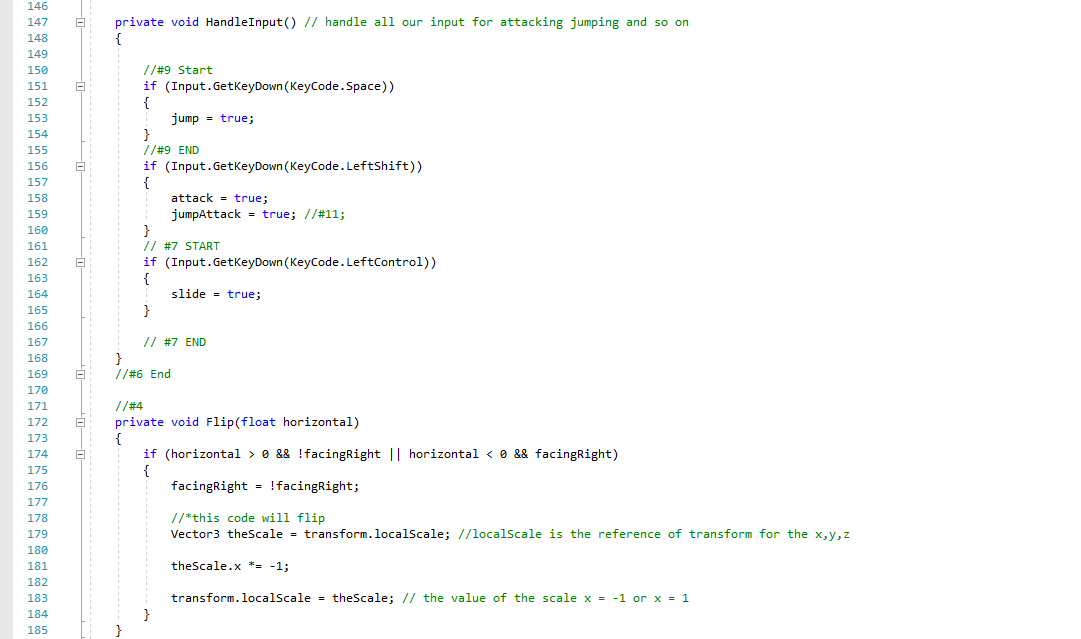 146
147 private void HandleInput() // handle all our input for attacking jumping and so on
148 {
149
150 //#9 Start
151 if (Input.GetKeyDown(KeyCode.Space))
152 {
153 jump = true;
154 }
155 //#9 END
156 if (Input.GetKeyDown(KeyCode.LeftShift))
157 {
158 attack = true;
159 jumpAttack = true; //#11;
160 }
161 // #7 START
162 if (Input.GetKeyDown(KeyCode.LeftControl))
163 {
164 slide = true;
165 }
166
167 // #7 END
168 }
169 //#6 End
170
171 //#4
172 private void Flip(float horizontal)
173 {
174 if (horizontal > 0 && !facingRight || horizontal < 0 && facingRight)
175 {
176 facingRight = !facingRight;
177
178 //*this code will flip
179 Vector3 theScale = transform.localScale; //localScale is the reference of transform for the x,y,z
180
181 theScale.x *= -1;
182
183 transform.localScale = theScale; // the value of the scale x = -1 or x = 1
184 }
185 }